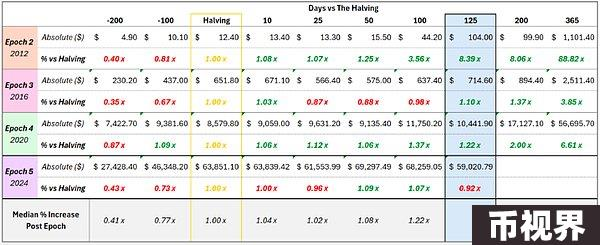 Days vs The Halving
-200 -100 Halving 10 25 50 100 125 200 365
Epoch 2 Absolute ($) $ 4.90 $ 10.10 $ 12.40 $ 13.40 $ 13.30 $ 15.50 $ 44.20 $ 104.00 $ 99.90 $ 1,101.40
2012 % vs Halving 0.40 x 0.81 x 1.00 x 1.08 x 1.07 x 1.25 x 3.56 x 8.39 x 8.06 x 88.82 x
Epoch 3 Absolute ($) $ 230.20 $ 437.00 $ 651.80 $ 671.10 $ 566.40 $ 575.00 $ 637.40 $ 714.60 $ 894.40 $ 2,511.40
2016 % vs Halving 0.35 x 0.67 x 1.00 x 1.03 x 0.87 x 0.88 x 0.98 x 1.10 x 1.37 x 3.85 x
Epoch 4 Absolute ($) $ 7,422.70 $ 9,381.60 $ 8,579.80 $ 9,059.00 $ 9,631.20 $ 9,135.40 $ 11,750.20 $ 10,441.90 $ 17,127.10 $ 56,695.70
2020 % vs Halving 0.87 x 1.09 x 1.00 x 1.06 x 1.12 x 1.06 x 1.37 x 1.22 x 2.00 x 6.61 x
Epoch 5 Absolute ($) $ 27,428.40 $ 46,348.20 $ 63,851.10 $ 63,839.42 $ 61,553.99 $ 69,297.49 $ 68,259.05 $ 59,020.79
2024 % vs Halving 0.43 x 0.73 x 1.00 x 1.00 x 0.96 x 1.09 x 1.07 x 0.92 x
Median % Increase
Post Epoch 0.41 x 0.77 x 1.00 x 1.04 x 1.02 x 1.08 x 1.22 x
币视界